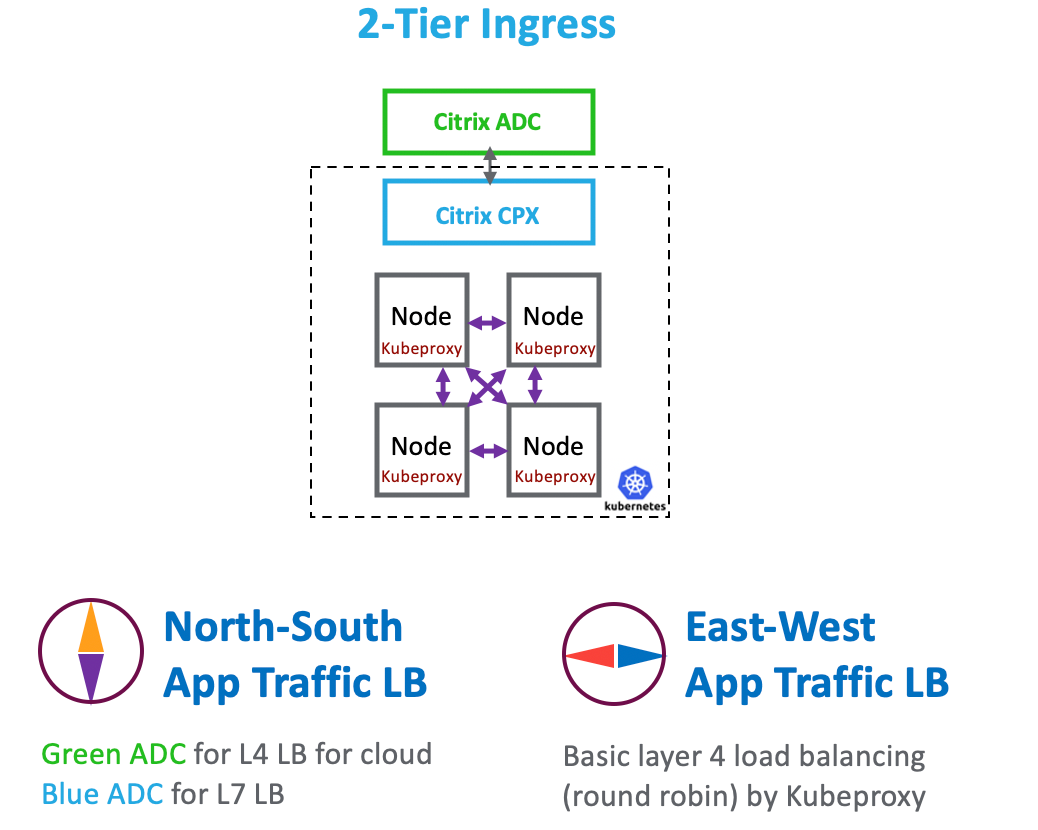 2-Tier Ingress
Citrix ADC
Citrix CPX
Node
Kubeproxy
Node
Kubeproxy
Node
Kubeproxy
Node
Kubeproxy
kubernetes
North-South
App Traffic LB
Green ADC for L4 LB for cloud
Blue ADC for L7 LB
East-West
App Traffic LB
Basic layer 4 load balancing
(round robin) by Kubeproxy